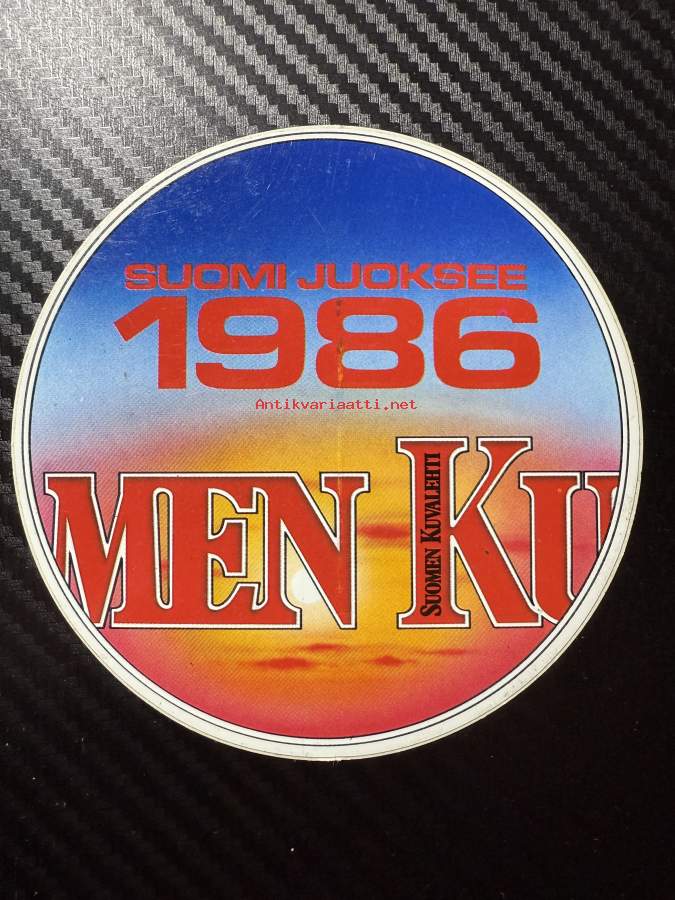 SUOMI JUOKSEE
1986
Antikvariaatti.net
MEN KU
SUOMEN KUVALEHTI